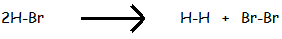 2H-Br ⟶ H-H + Br-Br